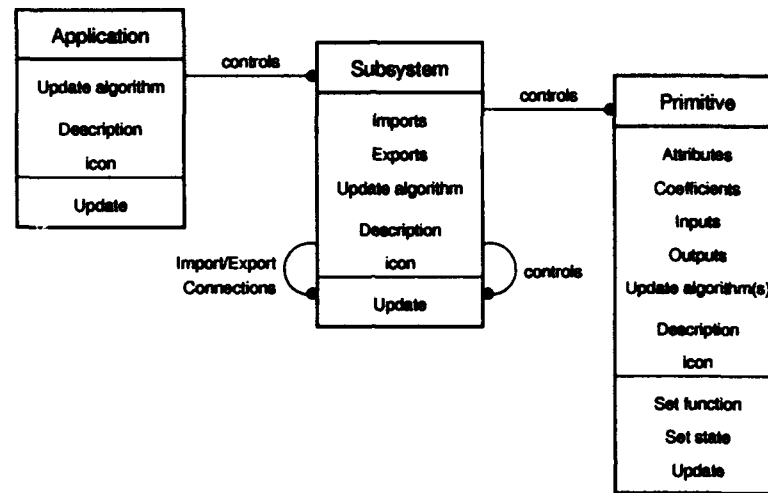 Application
Update algorithm
Description
icon
Update
controls
Subsystem
Imports
Exports
Update algorithm
Description
icon
Update
Import/Export
Connections
controls
controls
Primitive
Attributes
Coefficients
Inputs
Outputs
Update algorithm(s)
Description
icon
Set function
Set state
Update